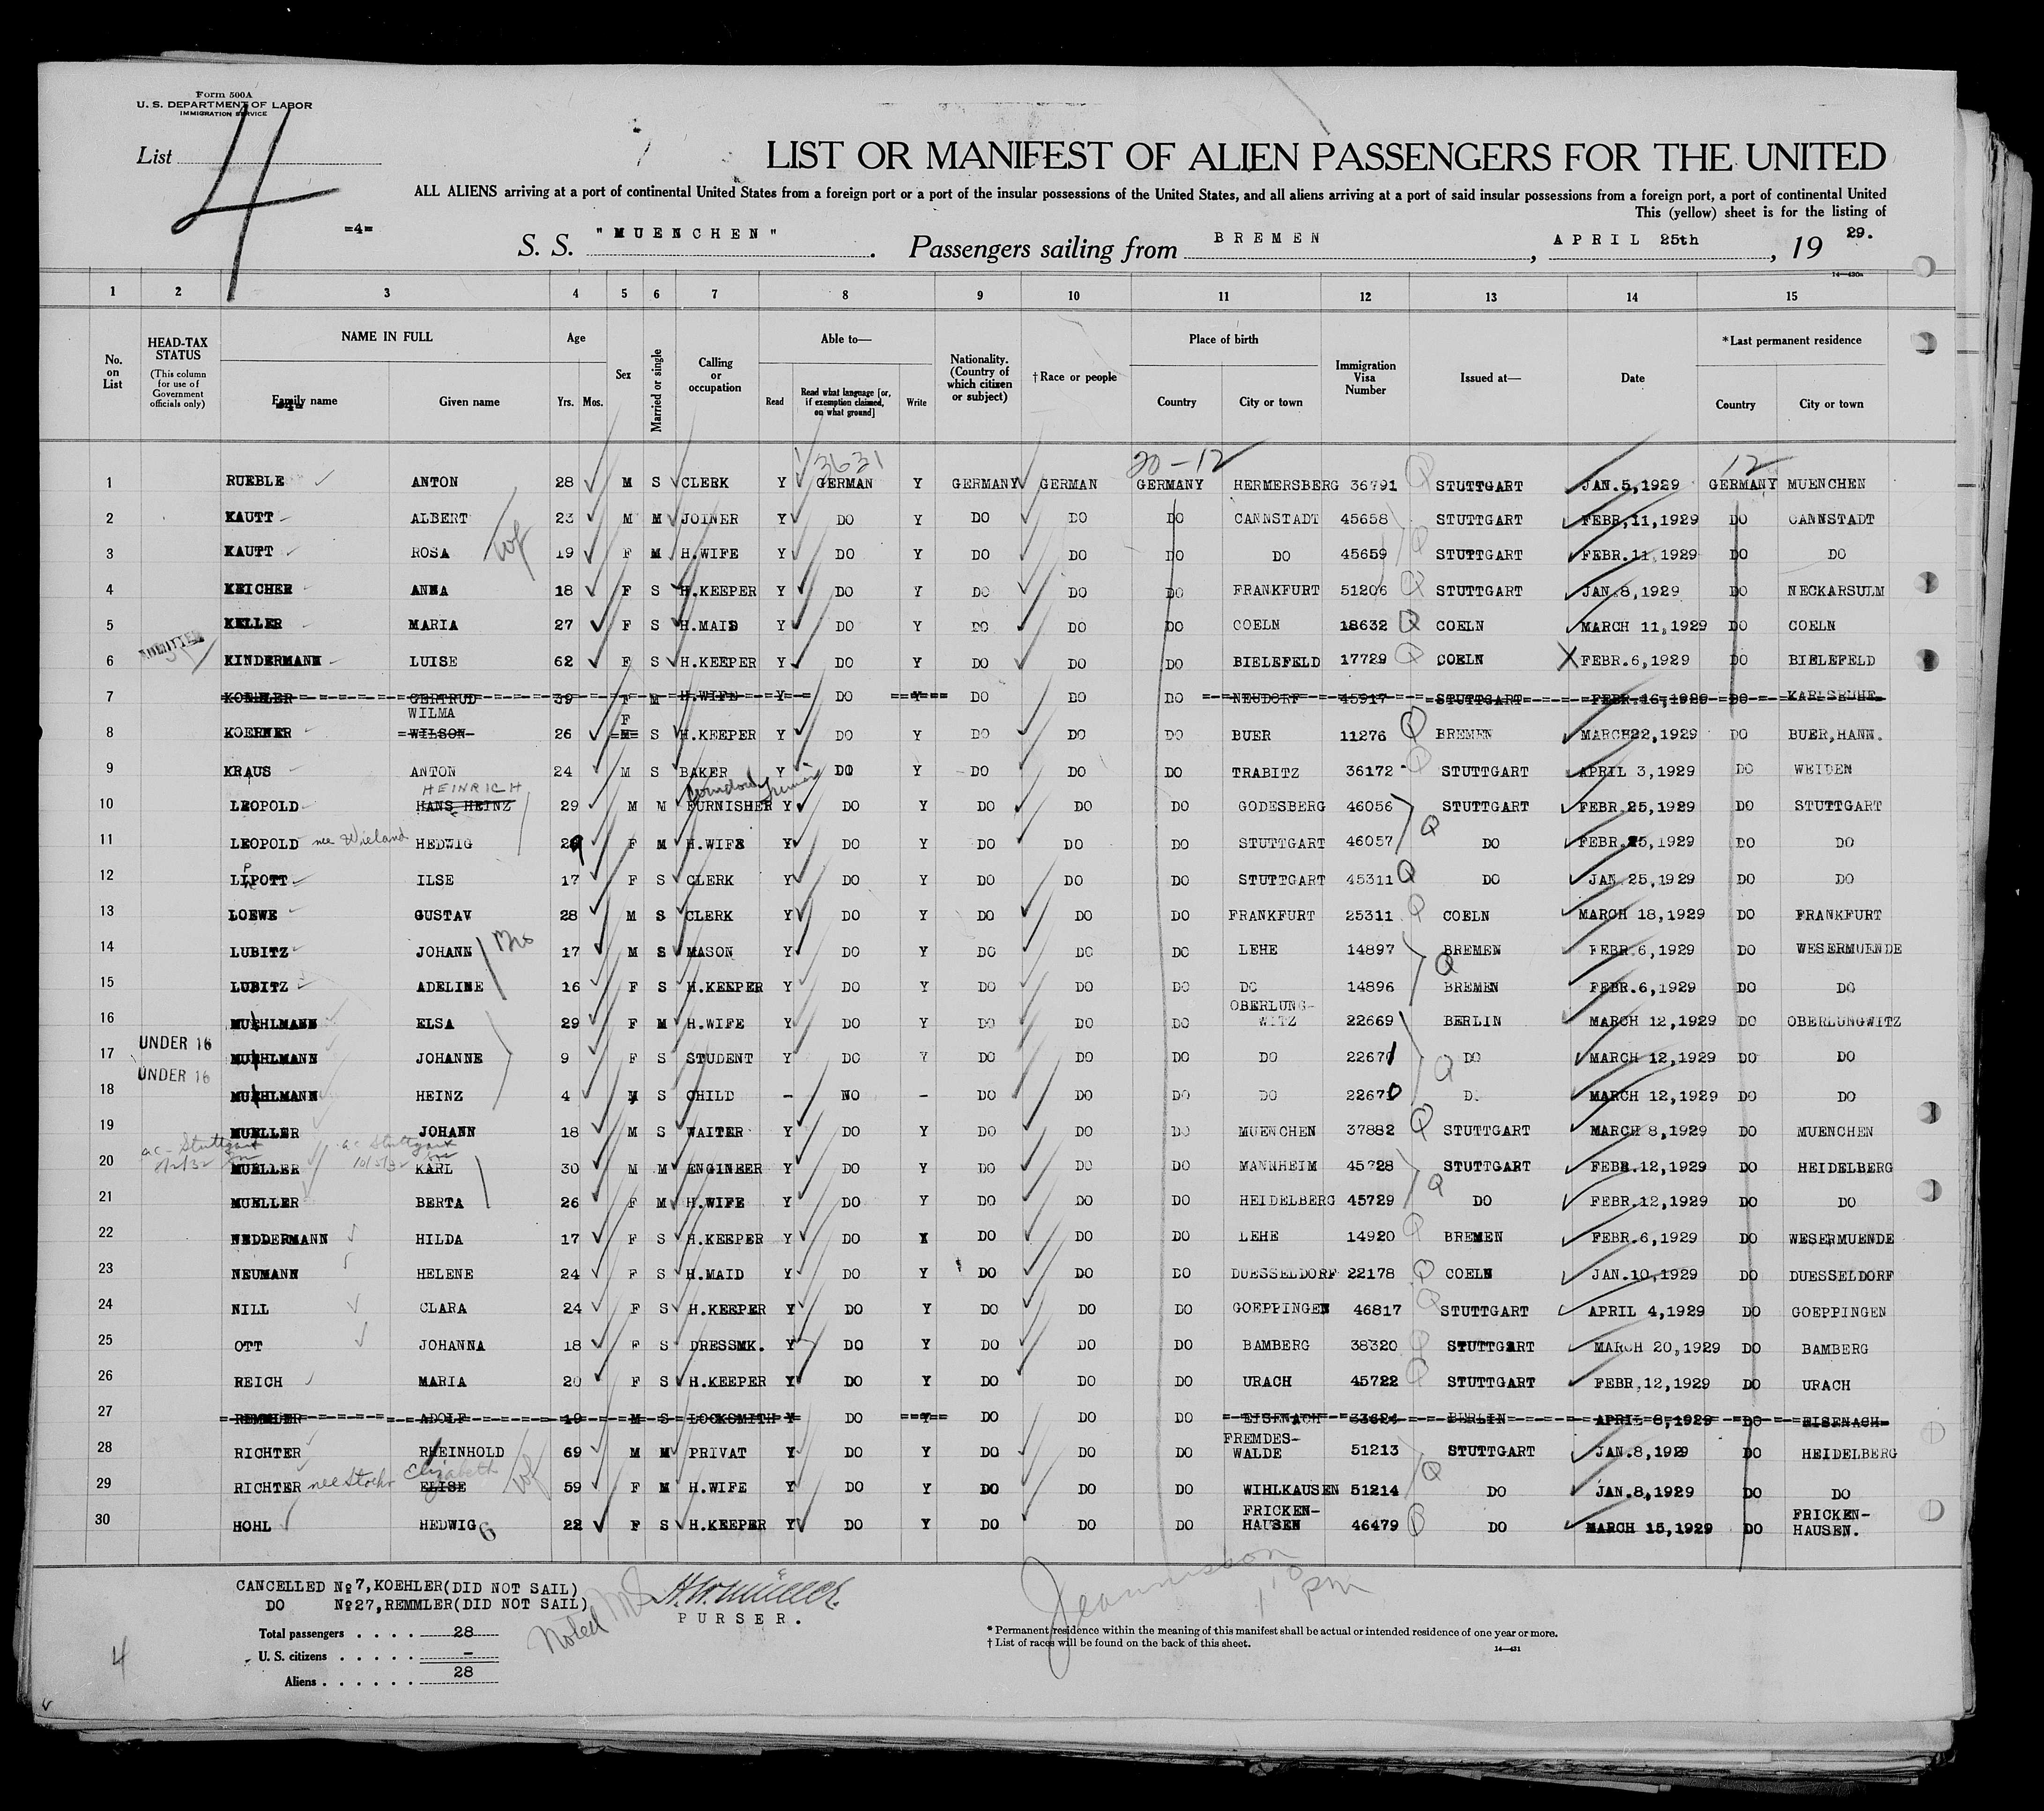 Form 500A
U. S. DEPARTMENT OF LABOR
IMMIGRATION SERVICE
List
4
LIST OR MANIFEST OF ALIEN PASSENGERS FOR THE UNITED
ALL ALIENS arriving at a port of continental United States from a foreign port or a port of the insular possessions of the United States, and all aliens arriving at a port of said insular possessions from a foreign port, a port of continental United
This (yellow) sheet is for the listing of
=4=
S. S. "MUENCHEN". Passengers sailing from BREMEN, APRIL 25th, 19 29.
14—430a
1 2 3 4 5 6 7 8 9 10 11 12 13 14 15
No. on List HEAD-TAX STATUS (This column for use of Government officials only) NAME IN FULL Family name Given name Age Yrs. Mos. Sex Married or single Calling or occupation Able to— Read Read what language [or, if exemption claimed, on what ground] Write Nationality. (Country of which citizen or subject) †Race or people Place of birth Country City or town Immigration Visa Number Issued at— Date *Last permanent residence Country City or town
3631 20-12 12
1 RUEBLE ANTON 28 M S CLERK Y GERMAN Y GERMANY GERMAN GERMANY HERMERSBERG 36791 STUTTGART JAN.5,1929 GERMANY MUENCHEN
2 KAUTT ALBERT 23 M M JOINER Y DO Y DO DO DO CANNSTADT 45658 STUTTGART FEBR.11,1929 DO CANNSTADT
3 KAUTT ROSA wf 19 F M H.WIFE Y DO Y DO DO DO DO 45659 STUTTGART FEBR.11,1929 DO DO
4 KEICHER ANNA 18 F S H.KEEPER Y DO Y DO DO DO FRANKFURT 51206 STUTTGART JAN.8,1929 DO NECKARSULM
5 KELLER MARIA 27 F S H.MAID Y DO Y DO DO DO COELN 18632 COELN MARCH 11,1929 DO COELN
ADMITTED
6 KINDERMANN LUISE 62 F S H.KEEPER Y DO Y DO DO DO BIELEFELD 17729 COELN FEBR.6,1929 DO BIELEFELD
7 KOEHLER GERTRUD 39 F M H.WIFE Y DO Y DO DO DO NEUDORF 45917 STUTTGART FEBR.16,1929 DO KARLSRUHE
WILMA F
8 KOERNER WILSON M 26 S H.KEEPER Y DO Y DO DO DO BUER 11276 BREMEN MARCH22,1929 DO BUER,HANN.
9 KRAUS ANTON 24 M S BAKER Y DO Y DO DO DO TRABITZ 36172 STUTTGART APRIL 3,1929 DO WEIDEN
HEINRICH
10 LEOPOLD HANS HEINZ 29 M M FURNISHER Y DO Y DO DO DO GODESBERG 46056 STUTTGART FEBR.25,1929 DO STUTTGART
11 LEOPOLD nee Wieland HEDWIG 29 F M H.WIFE Y DO Y DO DO DO STUTTGART 46057 DO FEBR.25,1929 DO DO
12 LIPOTT P ILSE 17 F S CLERK Y DO Y DO DO DO STUTTGART 45311 DO JAN 25,1929 DO DO
13 LOEWE GUSTAV 28 M S CLERK Y DO Y DO DO DO FRANKFURT 25311 COELN MARCH 18,1929 DO FRANKFURT
14 LUBITZ JOHANN Bro 17 M S MASON Y DO Y DO DO DO LEHE 14897 BREMEN FEBR.6,1929 DO WESERMUENDE
15 LUBITZ ADELINE 16 F S H.KEEPER Y DO Y DO DO DO DO 14896 BREMEN FEBR.6,1929 DO DO
16 MUEHLMANN ELSA 29 F M H.WIFE Y DO Y DO DO DO OBERLUNG-WITZ 22669 BERLIN MARCH 12,1929 DO OBERLUNGWITZ
UNDER 16
17 MUEHLMANN JOHANNE 9 F S STUDENT Y DO Y DO DO DO DO 22671 DO MARCH 12,1929 DO DO
UNDER 16
18 MUEHLMANN HEINZ 4 M S CHILD - NO - DO DO DO DO 22670 D. MARCH 12,1929 DO DO
19 MUELLER JOHANN 18 M S WAITER Y DO Y DO DO DO MUENCHEN 37882 STUTTGART MARCH 8,1929 DO MUENCHEN
ac - Stuttgart ac Stuttgart
20 MUELLER KARL 30 M M ENGINEER Y DO Y DO DO DO MANNHEIM 45728 STUTTGART FEBR.12,1929 DO HEIDELBERG
21 MUELLER BERTA 26 F M H.WIFE Y DO Y DO DO DO HEIDELBERG 45729 DO FEBR.12,1929 DO DO
22 NEDDERMANN HILDA 17 F S H.KEEPER Y DO Y DO DO DO LEHE 14920 BREMEN FEBR.6,1929 DO WESERMUENDE
23 NEUMANN HELENE 24 F S H.MAID Y DO Y DO DO DO DUESSELDORF 22178 COELN JAN.10,1929 DO DUESSELDORF
24 NILL CLARA 24 F S H.KEEPER Y DO Y DO DO DO GOEPPINGEN 46817 STUTTGART APRIL 4,1929 DO GOEPPINGEN
25 OTT JOHANNA 18 F S DRESSMK. Y DO Y DO DO DO BAMBERG 38320 STUTTGART MARCH 20,1929 DO BAMBERG
26 REICH MARIA 20 F S H.KEEPER Y DO Y DO DO DO URACH 45722 STUTTGART FEBR.12,1929 DO URACH
27 REMMLER ADOLF 19 M S LOCKSMITH Y DO Y DO DO DO EISENACH BERLIN APRIL 8,1929 DO EISENACH
28 RICHTER RHEINHOLD 69 M M PRIVAT Y DO Y DO DO DO FREMDES-WALDE 51213 STUTTGART JAN.8,1929 DO HEIDELBERG
29 RICHTER nee Stoehr Elizabeth ELISE wf 59 F M H.WIFE Y DO Y DO DO DO WIHLKAUSEN 51214 DO JAN.8,1929 DO DO
30 HOHL HEDWIG 6 22 F S H.KEEPER Y DO Y DO DO DO FRICKEN-HAUSEN 46479 DO MARCH 15,1929 DO FRICKEN-HAUSEN.
CANCELLED No7,KOEHLER(DID NOT SAIL)
DO No27,REMMLER(DID NOT SAIL)
Total passengers . . . . 28
U. S. citizens . . . . . -
Aliens . . . . . . 28
Noted
H.W.Müller.
PURSER.
1 10 pm
* Permanent residence within the meaning of this manifest shall be actual or intended residence of one year or more.
† List of races will be found on the back of this sheet.
14—431
4